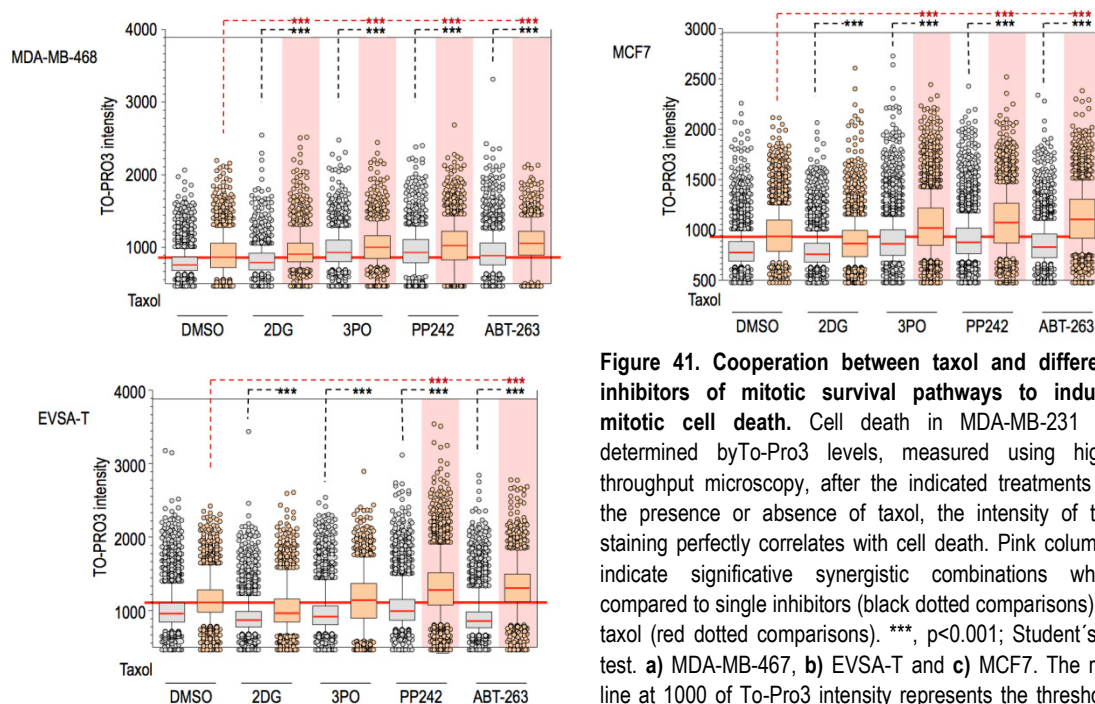 MDA-MB-468
TO-PRO3 intensity
4000
3000
2000
1000
*** *** *** ***
*** *** *** ***
Taxol
DMSO 2DG 3PO PP242 ABT-263
EVSA-T
TO-PRO3 intensity
4000
3000
2000
1000
*** ***
*** *** *** ***
Taxol
DMSO 2DG 3PO PP242 ABT-263
MCF7
TO-PRO3 intensity
3000
2500
2000
1500
1000
500
*** *** ***
*** *** *** ***
Taxol
DMSO 2DG 3PO PP242 ABT-263
Figure 41. Cooperation between taxol and differe
inhibitors of mitotic survival pathways to indu
mitotic cell death. Cell death in MDA-MB-231
determined byTo-Pro3 levels, measured using hig
throughput microscopy, after the indicated treatments
the presence or absence of taxol, the intensity of t
staining perfectly correlates with cell death. Pink colum
indicate significative synergistic combinations wh
compared to single inhibitors (black dotted comparisons)
taxol (red dotted comparisons). ***, p<0.001; Student´s
test. a) MDA-MB-467, b) EVSA-T and c) MCF7. The r
line at 1000 of To-Pro3 intensity represents the thresho